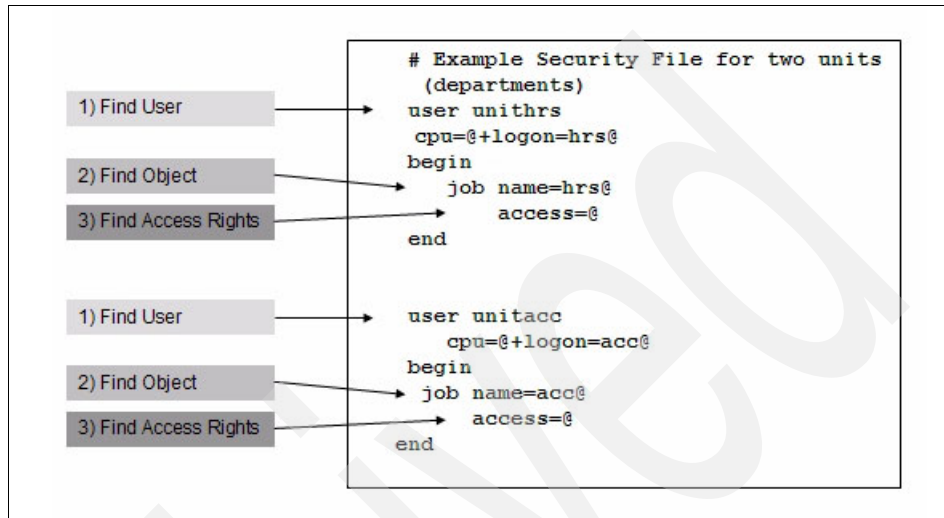 # Example Security File for two units
(departments)
1) Find User
user unithrs
cpu=@+logon=hrs@
begin
2) Find Object
job name=hrs@
3) Find Access Rights
access=@
end
1) Find User
user unitacc
cpu=@+logon=acc@
begin
2) Find Object
job name=acc@
3) Find Access Rights
access=@
end